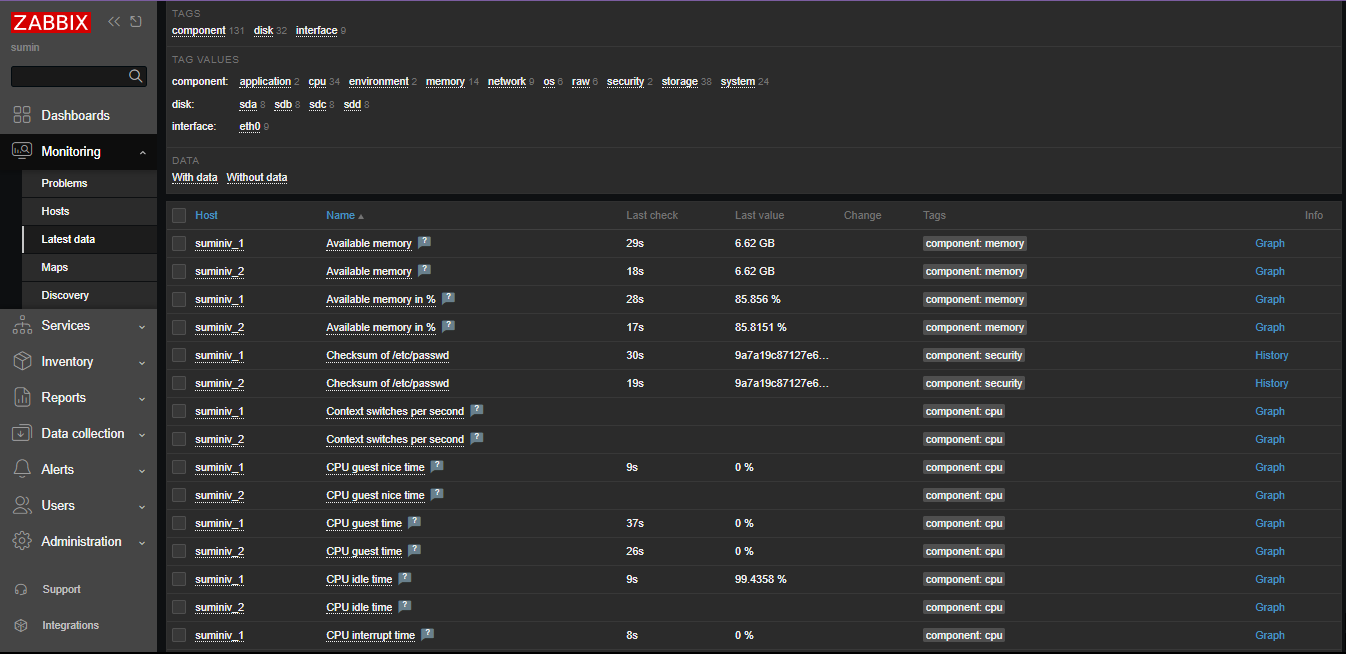 ZABBIX
sumin
Dashboards
Monitoring
Problems
Hosts
Latest data
Maps
Discovery
Services
Inventory
Reports
Data collection
Alerts
Users
Administration
Support
Integrations
TAGS
component 131 disk 32 interface 9
TAG VALUES
component: application 2 cpu 34 environment 2 memory 14 network 9 os 6 raw 6 security 2 storage 38 system 24
disk: sda 8 sdb 8 sdc 8 sdd 8
interface: eth0 9
DATA
With data Without data
Host Name Last check Last value Change Tags Info
suminiv_1 Available memory ? 29s 6.62 GB component: memory Graph
suminiv_2 Available memory ? 18s 6.62 GB component: memory Graph
suminiv_1 Available memory in % ? 28s 85.856 % component: memory Graph
suminiv_2 Available memory in % ? 17s 85.8151 % component: memory Graph
suminiv_1 Checksum of /etc/passwd 30s 9a7a19c87127e6... component: security History
suminiv_2 Checksum of /etc/passwd 19s 9a7a19c87127e6... component: security History
suminiv_1 Context switches per second ? component: cpu Graph
suminiv_2 Context switches per second ? component: cpu Graph
suminiv_1 CPU guest nice time ? 9s 0 % component: cpu Graph
suminiv_2 CPU guest nice time ? component: cpu Graph
suminiv_1 CPU guest time ? 37s 0 % component: cpu Graph
suminiv_2 CPU guest time ? 26s 0 % component: cpu Graph
suminiv_1 CPU idle time ? 9s 99.4358 % component: cpu Graph
suminiv_2 CPU idle time ? component: cpu Graph
suminiv_1 CPU interrupt time ? 8s 0 % component: cpu Graph